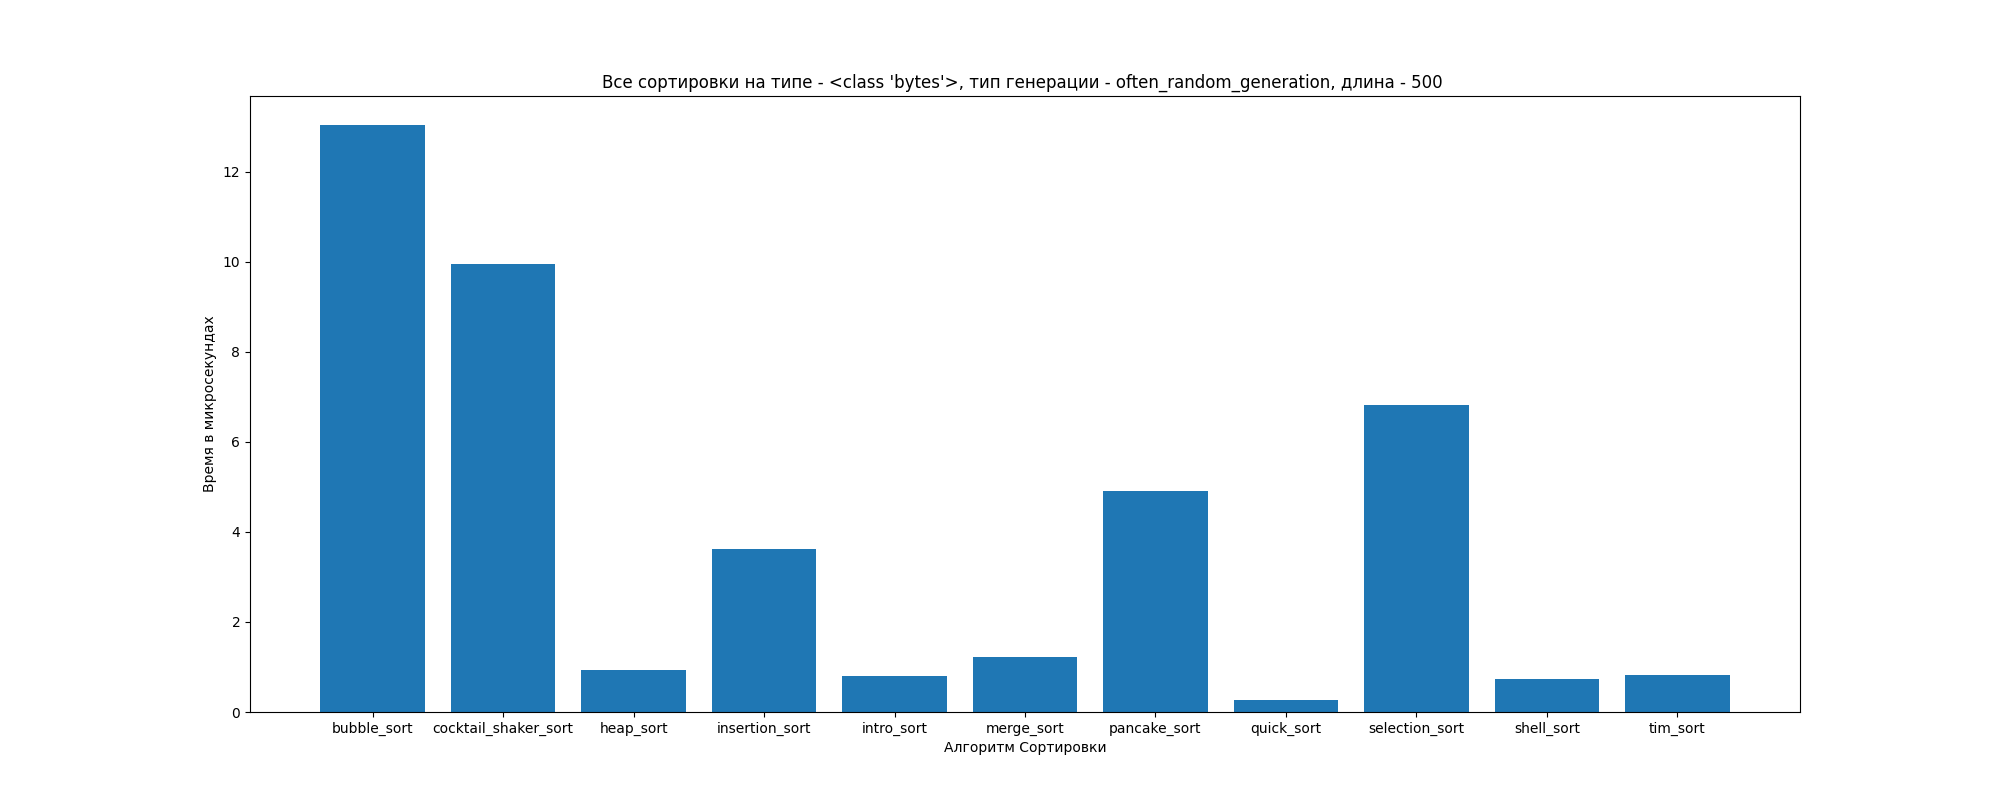 Все сортировки на типе - <class 'bytes'>, тип генерации - often_random_generation, длина - 500
Время в микросекундах
12
10
8
6
4
2
0
bubble_sort cocktail_shaker_sort heap_sort insertion_sort intro_sort merge_sort pancake_sort quick_sort selection_sort shell_sort tim_sort
Алгоритм Сортировки